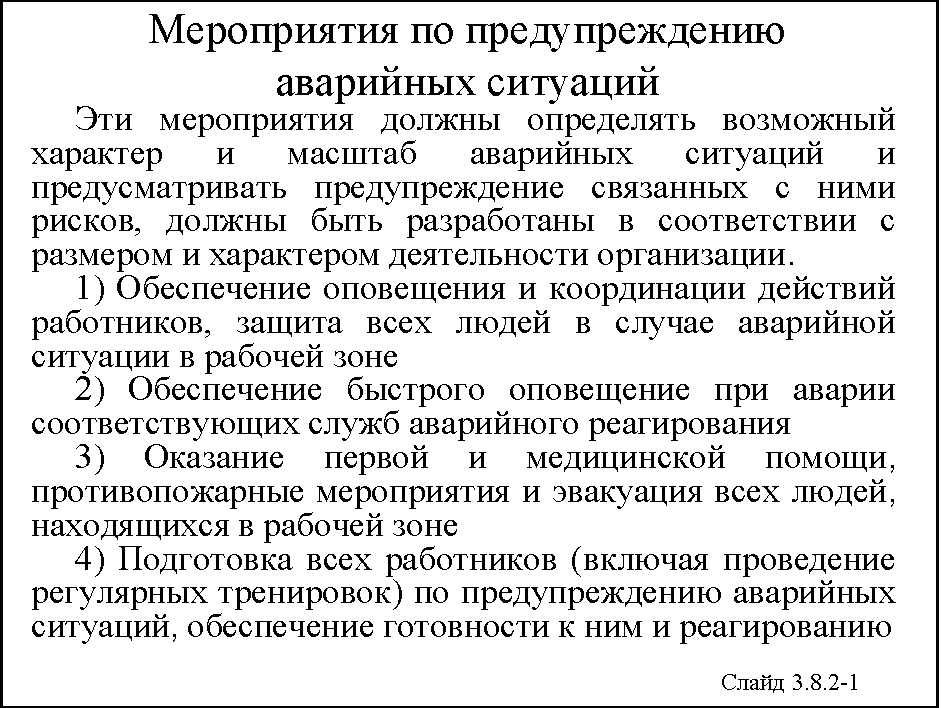 Мероприятия по предупреждению
аварийных ситуаций
Эти мероприятия должны определять возможный
характер и масштаб аварийных ситуаций и
предусматривать предупреждение связанных с ними
рисков, должны быть разработаны в соответствии с
размером и характером деятельности организации.
1) Обеспечение оповещения и координации действий
работников, защита всех людей в случае аварийной
ситуации в рабочей зоне
2) Обеспечение быстрого оповещение при аварии
соответствующих служб аварийного реагирования
3) Оказание первой и медицинской помощи,
противопожарные мероприятия и эвакуация всех людей,
находящихся в рабочей зоне
4) Подготовка всех работников (включая проведение
регулярных тренировок) по предупреждению аварийных
ситуаций, обеспечение готовности к ним и реагированию
Слайд 3.8.2-1